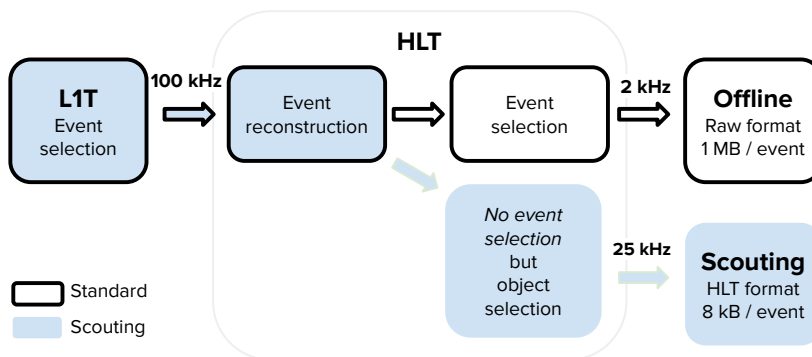 HLT
L1T
Event
selection
100 kHz
Event
reconstruction
Event
selection
2 kHz
Offline
Raw format
1 MB / event
No event
selection
but
object
selection
25 kHz
Scouting
HLT format
8 kB / event
Standard
Scouting